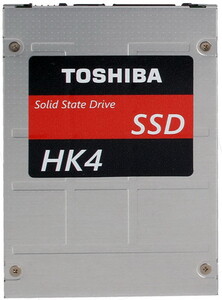 TOSHIBA
Solid State Drive
SSD
HK4